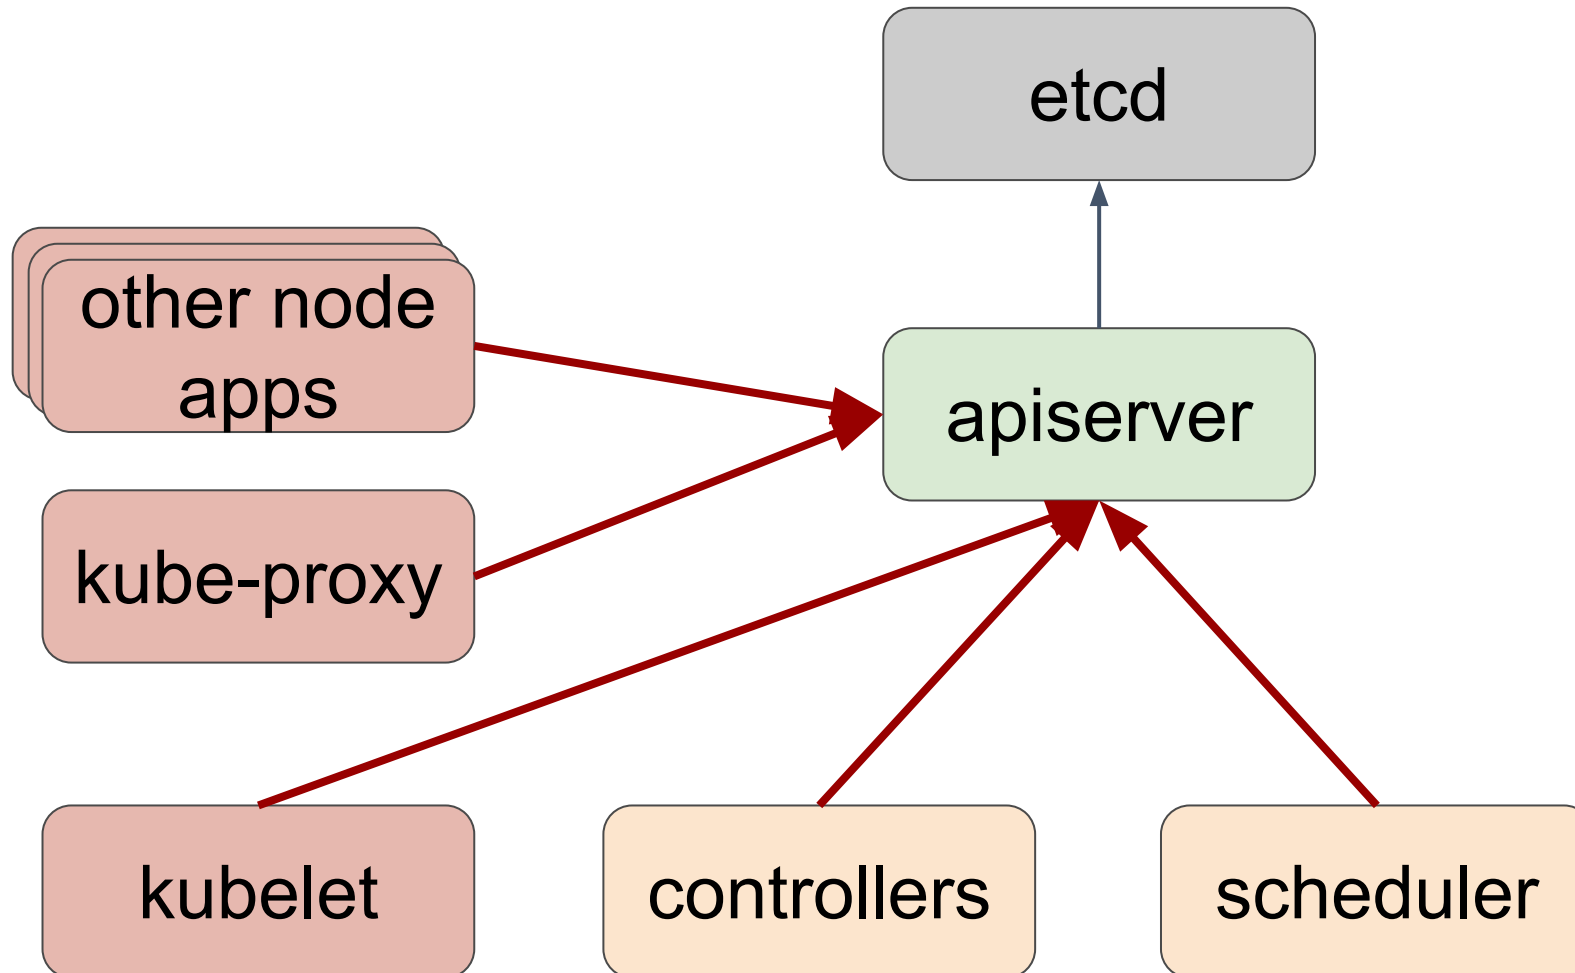 etcd
other node
apps
apiserver
kube-proxy
kubelet
controllers
scheduler